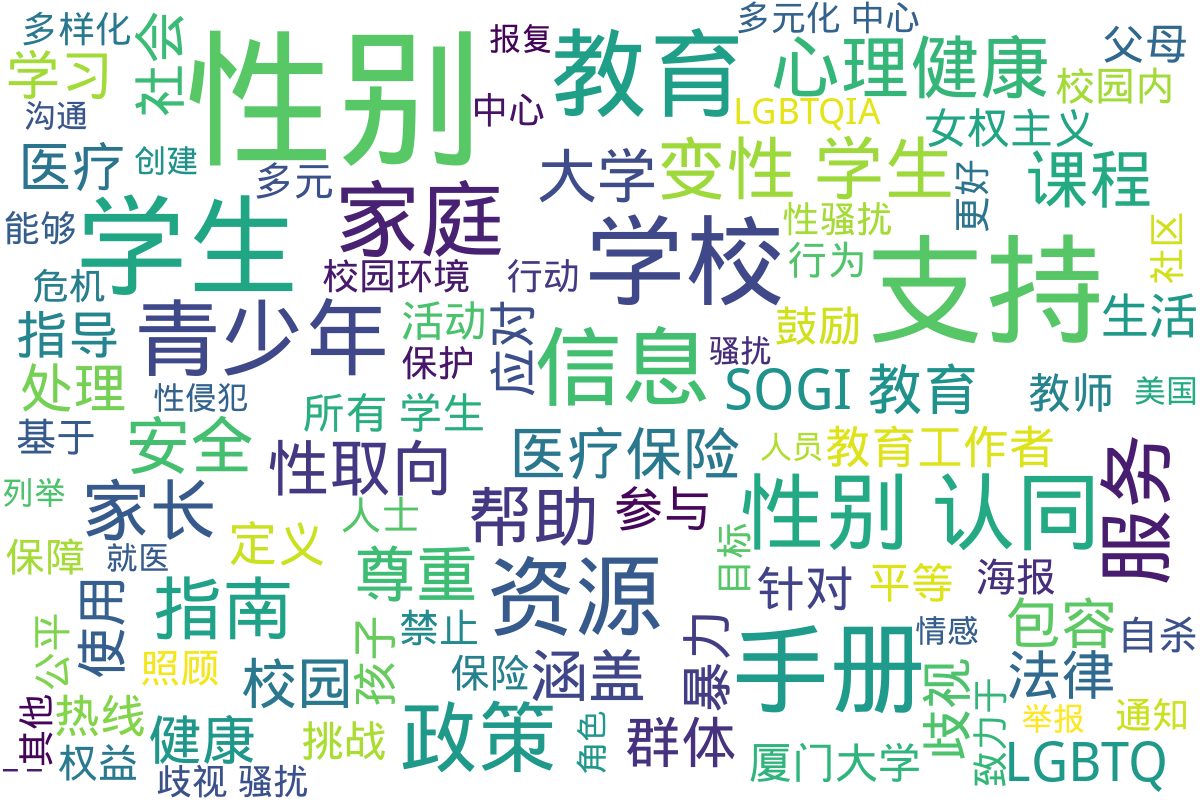 多样化
社会
性别
报复
教育
多元化 中心
心理健康
父母
学习
沟通
中心
LGBTQIA
校园内
女权主义
医疗
创建
多元
大学
变性 学生
课程
更好
能够
学生
家庭
学校
性骚扰
行为
支持
社区
危机
校园环境
行动
指导
青少年
活动
保护
应对
信息
骚扰
鼓励
生活
处理
性侵犯
所有 学生
SOGI 教育
教师
美国
基于
安全
性取向
医疗保险
人员
教育工作者
服务
列举
家长
人士
帮助
参与
性别 认同
保障
就医
定义
尊重
资源
目标
针对
平等
海报
使用
指南
禁止
暴力
手册
情感
包容
自杀
公平
照顾
校园
孩子
保险
涵盖
歧视
法律
其他
热线
健康
挑战
政策
角色
群体
厦门大学
致力于
举报
通知
权益
歧视 骚扰
LGBTQ